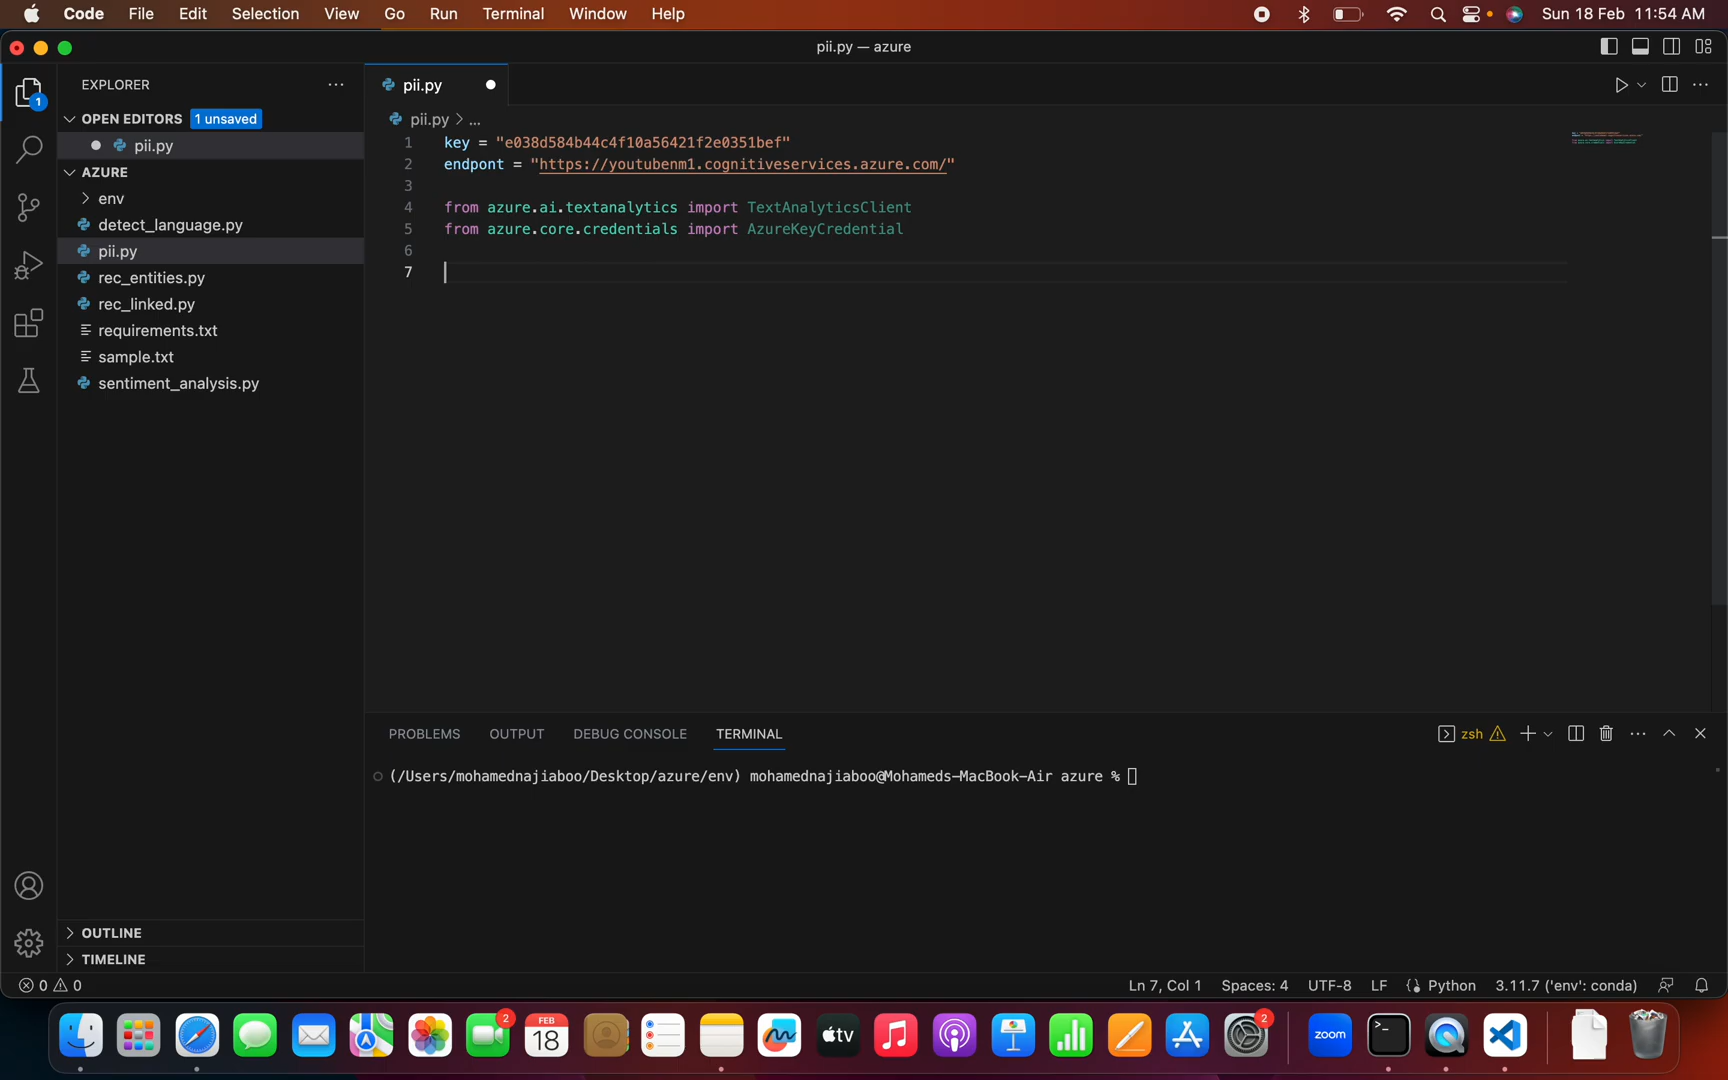 Code File Edit Selection View Go Run Terminal Window Help Sun 18 Feb 11:54 AM
pii.py — azure
EXPLORER
OPEN EDITORS 1 unsaved
pii.py
AZURE
env
detect_language.py
pii.py
rec_entities.py
rec_linked.py
requirements.txt
sample.txt
sentiment_analysis.py
OUTLINE
TIMELINE
1
pii.py
pii.py > ...
1 key = "e038d584b44c4f10a56421f2e0351bef"
2 endpont = "https://youtubenm1.cognitiveservices.azure.com/"
3
4 from azure.ai.textanalytics import TextAnalyticsClient
5 from azure.core.credentials import AzureKeyCredential
6
7
PROBLEMS OUTPUT DEBUG CONSOLE TERMINAL zsh
(/Users/mohamednajiaboo/Desktop/azure/env) mohamednajiaboo@Mohameds-MacBook-Air azure %
0 0 Ln 7, Col 1 Spaces: 4 UTF-8 LF Python 3.11.7 ('env': conda)
2 FEB 18 tv 2 zoom